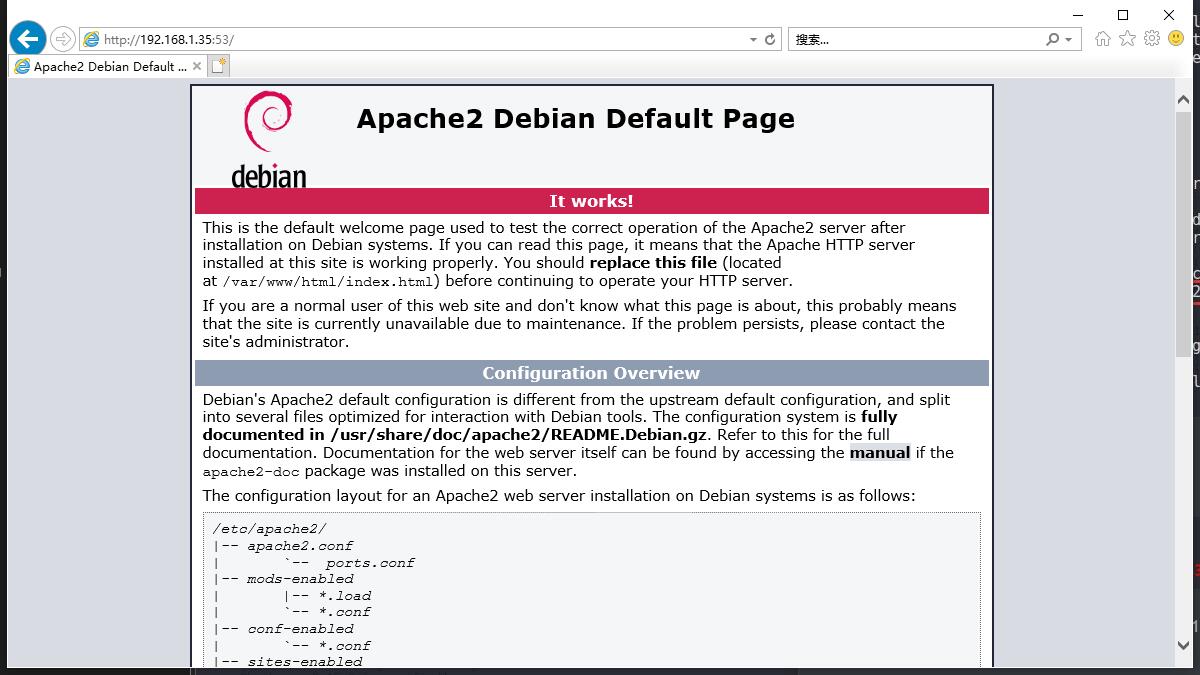 http://192.168.1.35:53/
搜索...
Apache2 Debian Default ...
debian
Apache2 Debian Default Page
It works!
This is the default welcome page used to test the correct operation of the Apache2 server after
installation on Debian systems. If you can read this page, it means that the Apache HTTP server
installed at this site is working properly. You should replace this file (located
at /var/www/html/index.html) before continuing to operate your HTTP server.
If you are a normal user of this web site and don't know what this page is about, this probably means
that the site is currently unavailable due to maintenance. If the problem persists, please contact the
site's administrator.
Configuration Overview
Debian's Apache2 default configuration is different from the upstream default configuration, and split
into several files optimized for interaction with Debian tools. The configuration system is fully
documented in /usr/share/doc/apache2/README.Debian.gz. Refer to this for the full
documentation. Documentation for the web server itself can be found by accessing the manual if the
apache2-doc package was installed on this server.
The configuration layout for an Apache2 web server installation on Debian systems is as follows:
/etc/apache2/
|-- apache2.conf
|       `--  ports.conf
|-- mods-enabled
|       |-- *.load
|       `-- *.conf
|-- conf-enabled
|       `-- *.conf
|-- sites-enabled